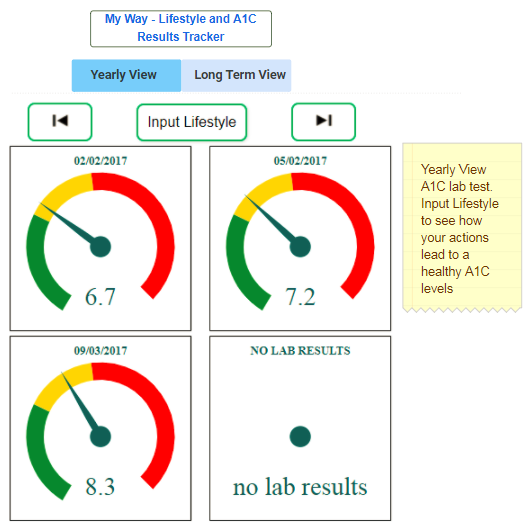 My Way - Lifestyle and A1C
Results Tracker
Yearly View
Long Term View
Input Lifestyle
02/02/2017
6.7
05/02/2017
7.2
Yearly View
A1C lab test.
Input Lifestyle
to see how
your actions
lead to a
healthy A1C
levels
09/03/2017
8.3
NO LAB RESULTS
no lab results